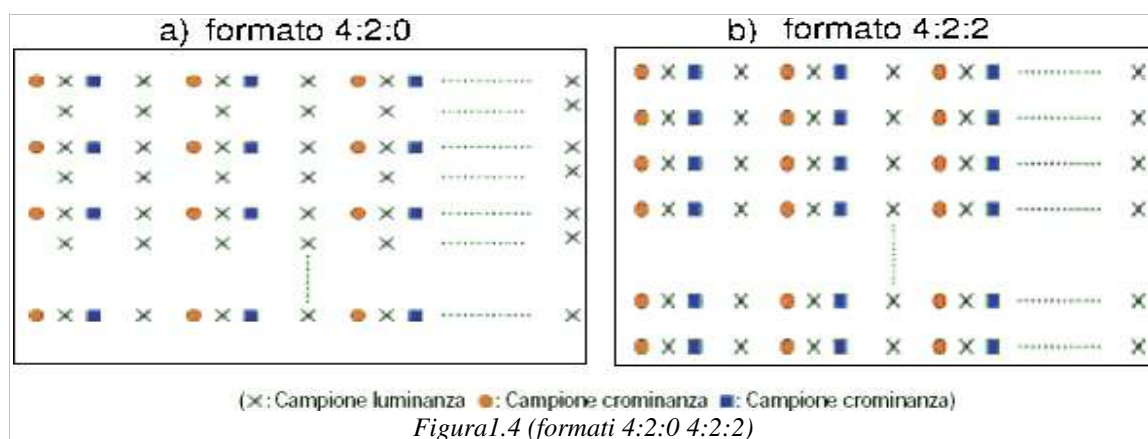 a) formato 4:2:0
b) formato 4:2:2
(×: Campione luminanza ●: Campione crominanza ■: Campione crominanza)
Figura1.4 (formati 4:2:0 4:2:2)